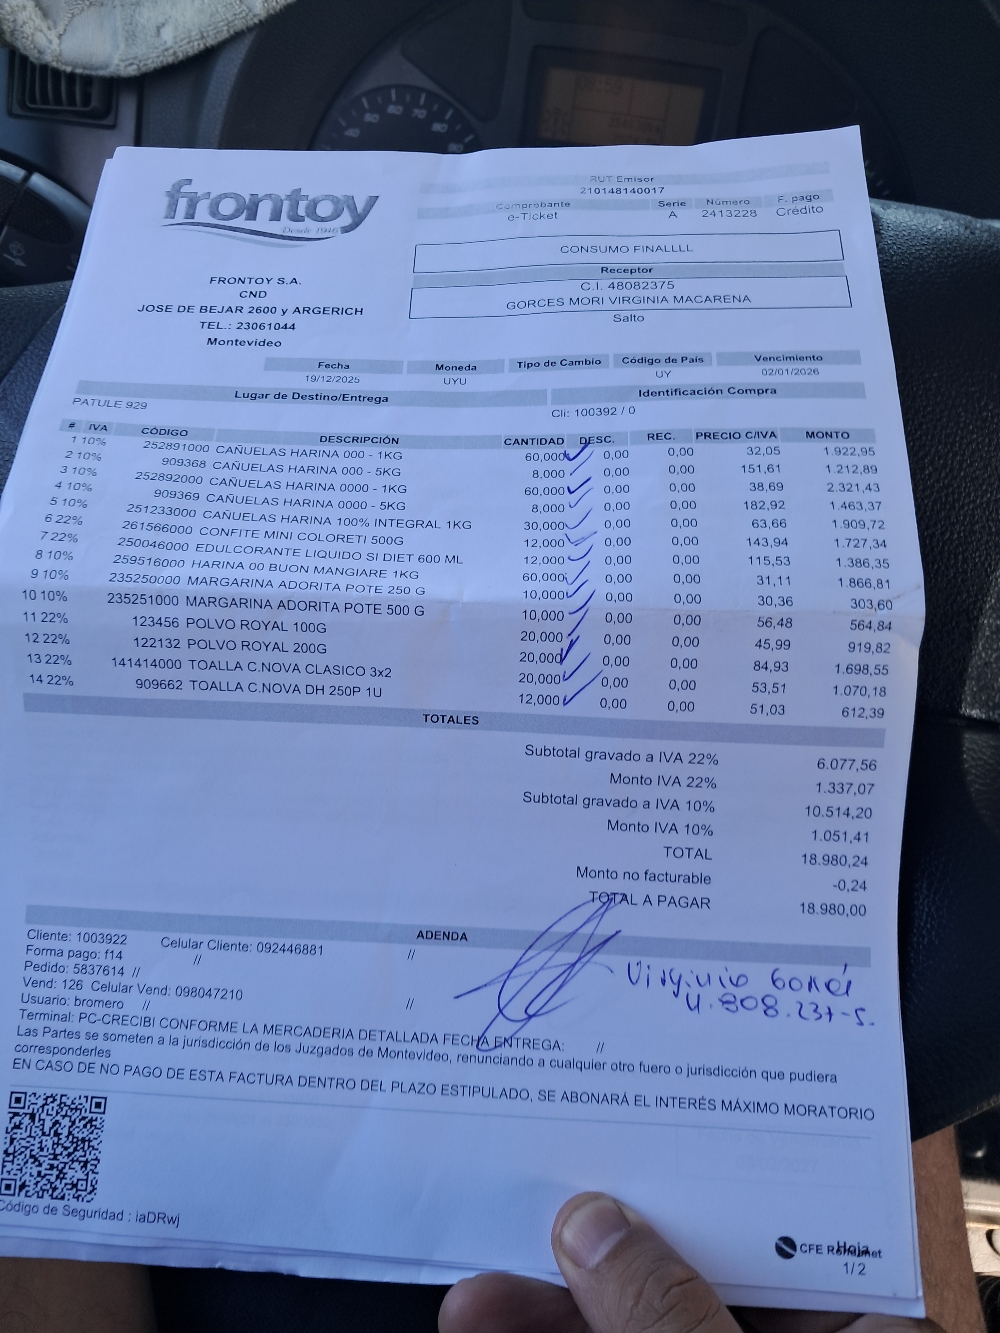 frontoy
Desde 1946
RUT Emisor
210148140017
Comprobante Serie Número F. pago
e-Ticket A 2413228 Crédito
CONSUMO FINALLLL
Receptor
C.I. 48082375
GORCES MORI VIRGINIA MACARENA
Salto
FRONTOY S.A.
CND
JOSE DE BEJAR 2600 y ARGERICH
TEL.: 23061044
Montevideo
Fecha Moneda Tipo de Cambio Código de País Vencimiento
19/12/2025 UYU UY 02/01/2026
Lugar de Destino/Entrega Identificación Compra
PATULE 929 Cli: 100392 / 0
# IVA CÓDIGO DESCRIPCIÓN CANTIDAD DESC. REC. PRECIO C/IVA MONTO
1 10% 252891000 CAÑUELAS HARINA 000 - 1KG 60,000 0,00 0,00 32,05 1.922,95
2 10% 909368 CAÑUELAS HARINA 000 - 5KG 8,000 0,00 0,00 151,61 1.212,89
3 10% 252892000 CAÑUELAS HARINA 0000 - 1KG 60,000 0,00 0,00 38,69 2.321,43
4 10% 909369 CAÑUELAS HARINA 0000 - 5KG 8,000 0,00 0,00 182,92 1.463,37
5 10% 251233000 CAÑUELAS HARINA 100% INTEGRAL 1KG 30,000 0,00 0,00 63,66 1.909,72
6 22% 261566000 CONFITE MINI COLORETI 500G 12,000 0,00 0,00 143,94 1.727,34
7 22% 250046000 EDULCORANTE LIQUIDO SI DIET 600 ML 12,000 0,00 0,00 115,53 1.386,35
8 10% 259516000 HARINA 00 BUON MANGIARE 1KG 60,000 0,00 0,00 31,11 1.866,81
9 10% 235250000 MARGARINA ADORITA POTE 250 G 10,000 0,00 0,00 30,36 303,60
10 10% 235251000 MARGARINA ADORITA POTE 500 G 10,000 0,00 0,00 56,48 564,84
11 22% 123456 POLVO ROYAL 100G 20,000 0,00 0,00 45,99 919,82
12 22% 122132 POLVO ROYAL 200G 20,000 0,00 0,00 84,93 1.698,55
13 22% 141414000 TOALLA C.NOVA CLASICO 3x2 20,000 0,00 0,00 53,51 1.070,18
14 22% 909662 TOALLA C.NOVA DH 250P 1U 12,000 0,00 0,00 51,03 612,39
TOTALES
Subtotal gravado a IVA 22% 6.077,56
Monto IVA 22% 1.337,07
Subtotal gravado a IVA 10% 10.514,20
Monto IVA 10% 1.051,41
TOTAL 18.980,24
Monto no facturable -0,24
TOTAL A PAGAR 18.980,00
ADENDA
Cliente: 1003922 Celular Cliente: 092446881 //
Forma pago: f14 //
Pedido: 5837614 //
Vend: 126 Celular Vend: 098047210
Usuario: bromero // //
Terminal: PC-CRECIBI CONFORME LA MERCADERIA DETALLADA FECHA ENTREGA: //
Las Partes se someten a la jurisdicción de los Juzgados de Montevideo, renunciando a cualquier otro fuero o jurisdicción que pudiera
corresponderles
EN CASO DE NO PAGO DE ESTA FACTURA DENTRO DEL PLAZO ESTIPULADO, SE ABONARÁ EL INTERÉS MÁXIMO MORATORIO
4.808.237-5.
Código de Seguridad : iaDRwj
Hoja
1/ 2